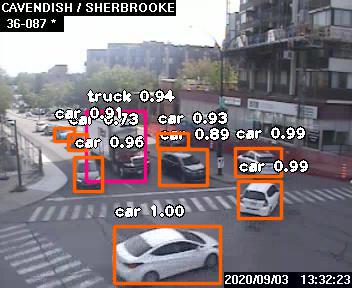 CAVENDISH / SHERBROOKE
36-087 *
truck 0.94
car 0.91
0.73
car 0.93
car 0.89
car 0.96
car 0.99
car 0.99
car 1.00
2020/09/03 13:32:23